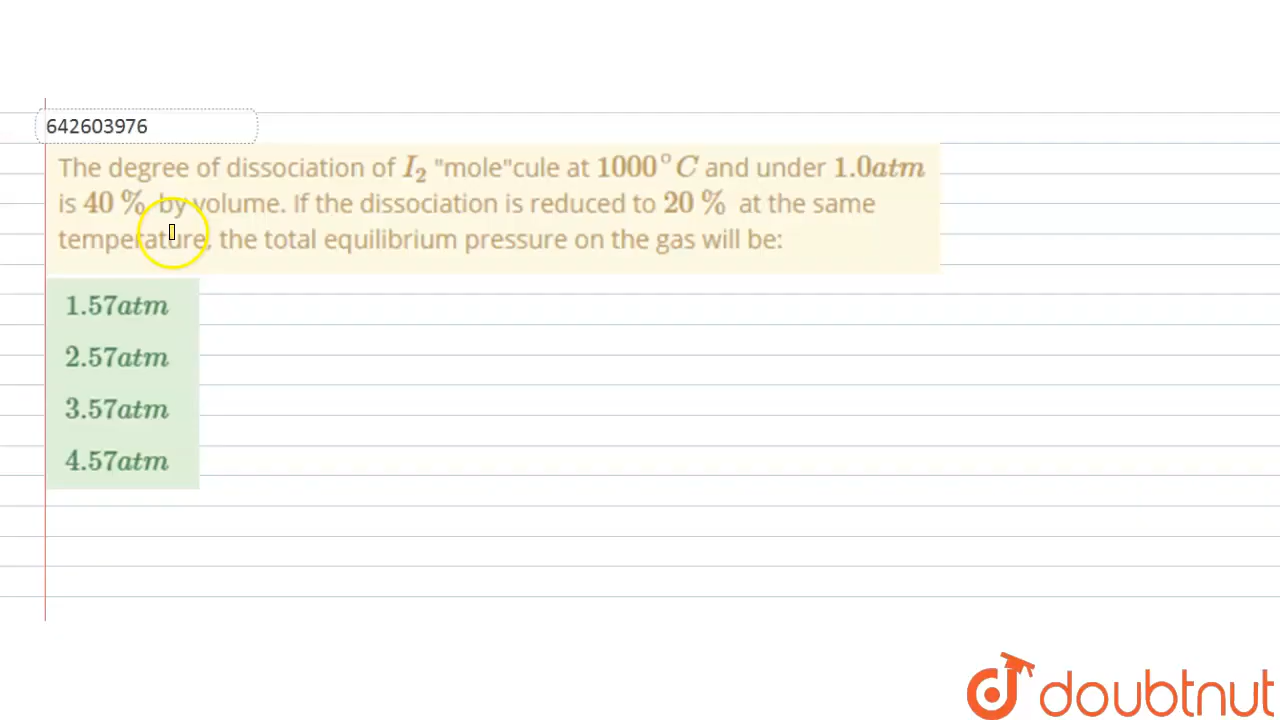 642603976
The degree of dissociation of I₂ "mole"cule at 1000°C and under 1.0atm
is 40 % by volume. If the dissociation is reduced to 20 % at the same
temperature, the total equilibrium pressure on the gas will be:
1.57atm
2.57atm
3.57atm
4.57atm
doubtnut